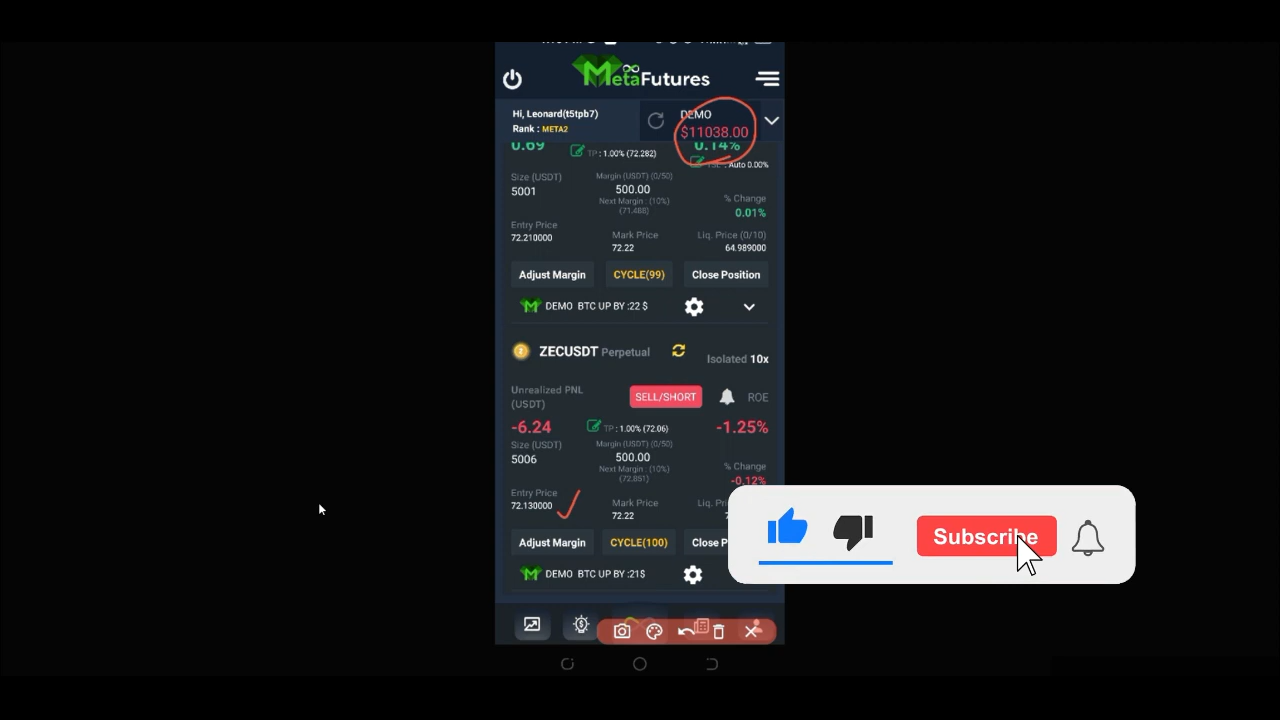 MetaFutures
Hi, Leonard(t5tpb7)
Rank : META2
DEMO
$11038.00
0.69
TP : 1.00% (72.282)
0.14%
Auto 0.00%
Size (USDT)
5001
Margin (USDT) (0/50)
500.00
Next Margin : (10%)
(71.488)
% Change
0.01%
Entry Price
72.210000
Mark Price
72.22
Liq. Price (0/10)
64.989000
Adjust Margin
CYCLE(99)
Close Position
DEMO BTC UP BY :22 $
ZECUSDT Perpetual
Isolated 10x
Unrealized PNL
(USDT)
SELL/SHORT
ROE
-6.24
TP : 1.00% (72.06)
-1.25%
Size (USDT)
5006
Margin (USDT) (0/50)
500.00
Next Margin : (10%)
(72.851)
% Change
-0.12%
Entry Price
72.130000
Mark Price
72.22
Adjust Margin
CYCLE(100)
Close P
DEMO BTC UP BY :21$
Subscribe